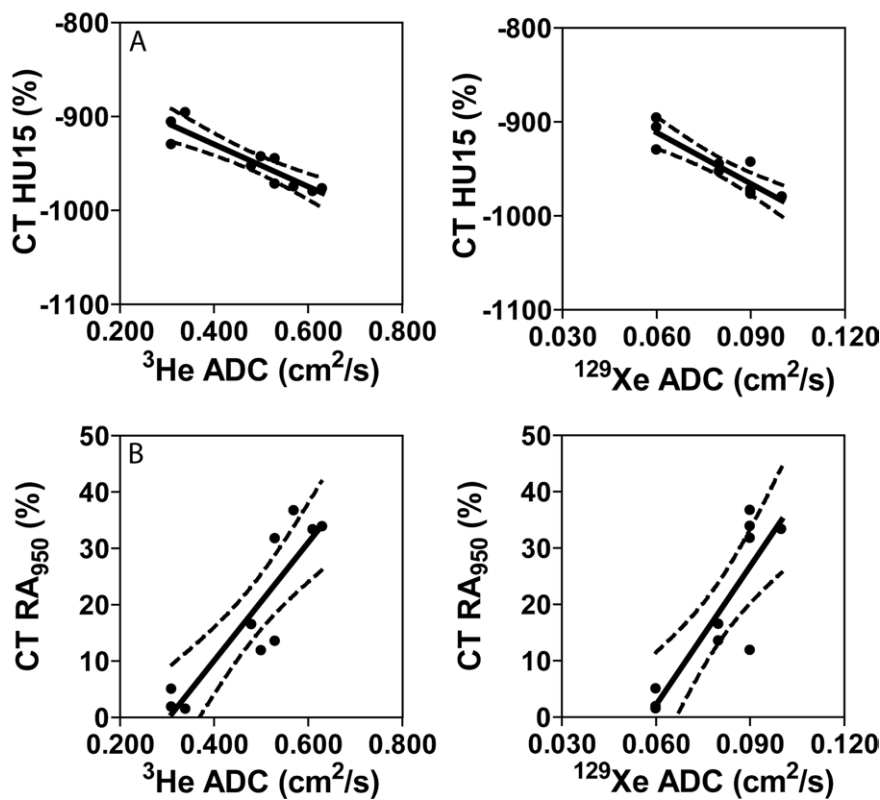 A
CT HU15 (%)
-800
-900
-1000
-1100
0.200 0.400 0.600 0.800
³He ADC (cm²/s)
CT HU15 (%)
-800
-900
-1000
-1100
0.030 0.060 0.090 0.120
¹²⁹Xe ADC (cm²/s)
B
CT RA₉₅₀ (%)
50
40
30
20
10
0
0.200 0.400 0.600 0.800
³He ADC (cm²/s)
CT RA₉₅₀ (%)
50
40
30
20
10
0
0.030 0.060 0.090 0.120
¹²⁹Xe ADC (cm²/s)